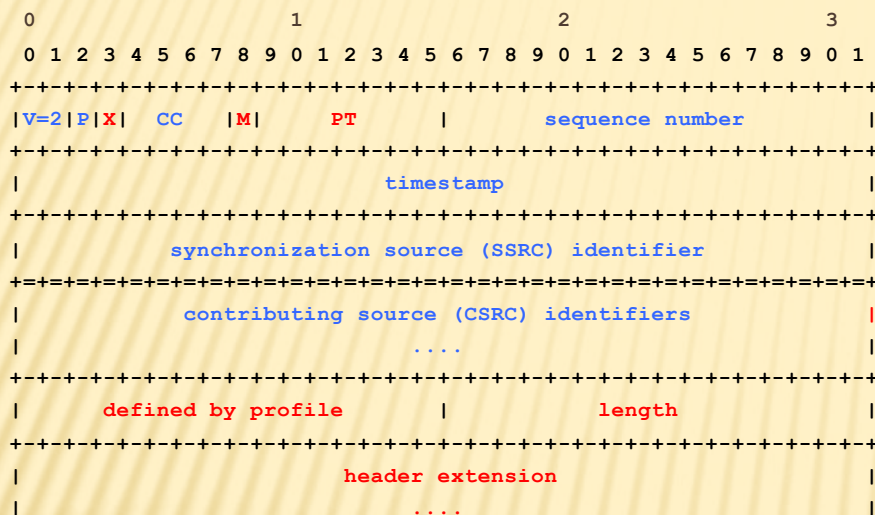 0                   1                   2                   3
0 1 2 3 4 5 6 7 8 9 0 1 2 3 4 5 6 7 8 9 0 1 2 3 4 5 6 7 8 9 0 1
+-+-+-+-+-+-+-+-+-+-+-+-+-+-+-+-+-+-+-+-+-+-+-+-+-+-+-+-+-+-+-+-+
|V=2|P|X|  CC   |M|     PT      |       sequence number         |
+-+-+-+-+-+-+-+-+-+-+-+-+-+-+-+-+-+-+-+-+-+-+-+-+-+-+-+-+-+-+-+-+
|                           timestamp                           |
+-+-+-+-+-+-+-+-+-+-+-+-+-+-+-+-+-+-+-+-+-+-+-+-+-+-+-+-+-+-+-+-+
|           synchronization source (SSRC) identifier            |
+=+=+=+=+=+=+=+=+=+=+=+=+=+=+=+=+=+=+=+=+=+=+=+=+=+=+=+=+=+=+=+=+
|            contributing source (CSRC) identifiers             |
|                             ....                              |
+-+-+-+-+-+-+-+-+-+-+-+-+-+-+-+-+-+-+-+-+-+-+-+-+-+-+-+-+-+-+-+-+
|      defined by profile       |           length              |
+-+-+-+-+-+-+-+-+-+-+-+-+-+-+-+-+-+-+-+-+-+-+-+-+-+-+-+-+-+-+-+-+
|                        header extension                       |
|                             ....                              |